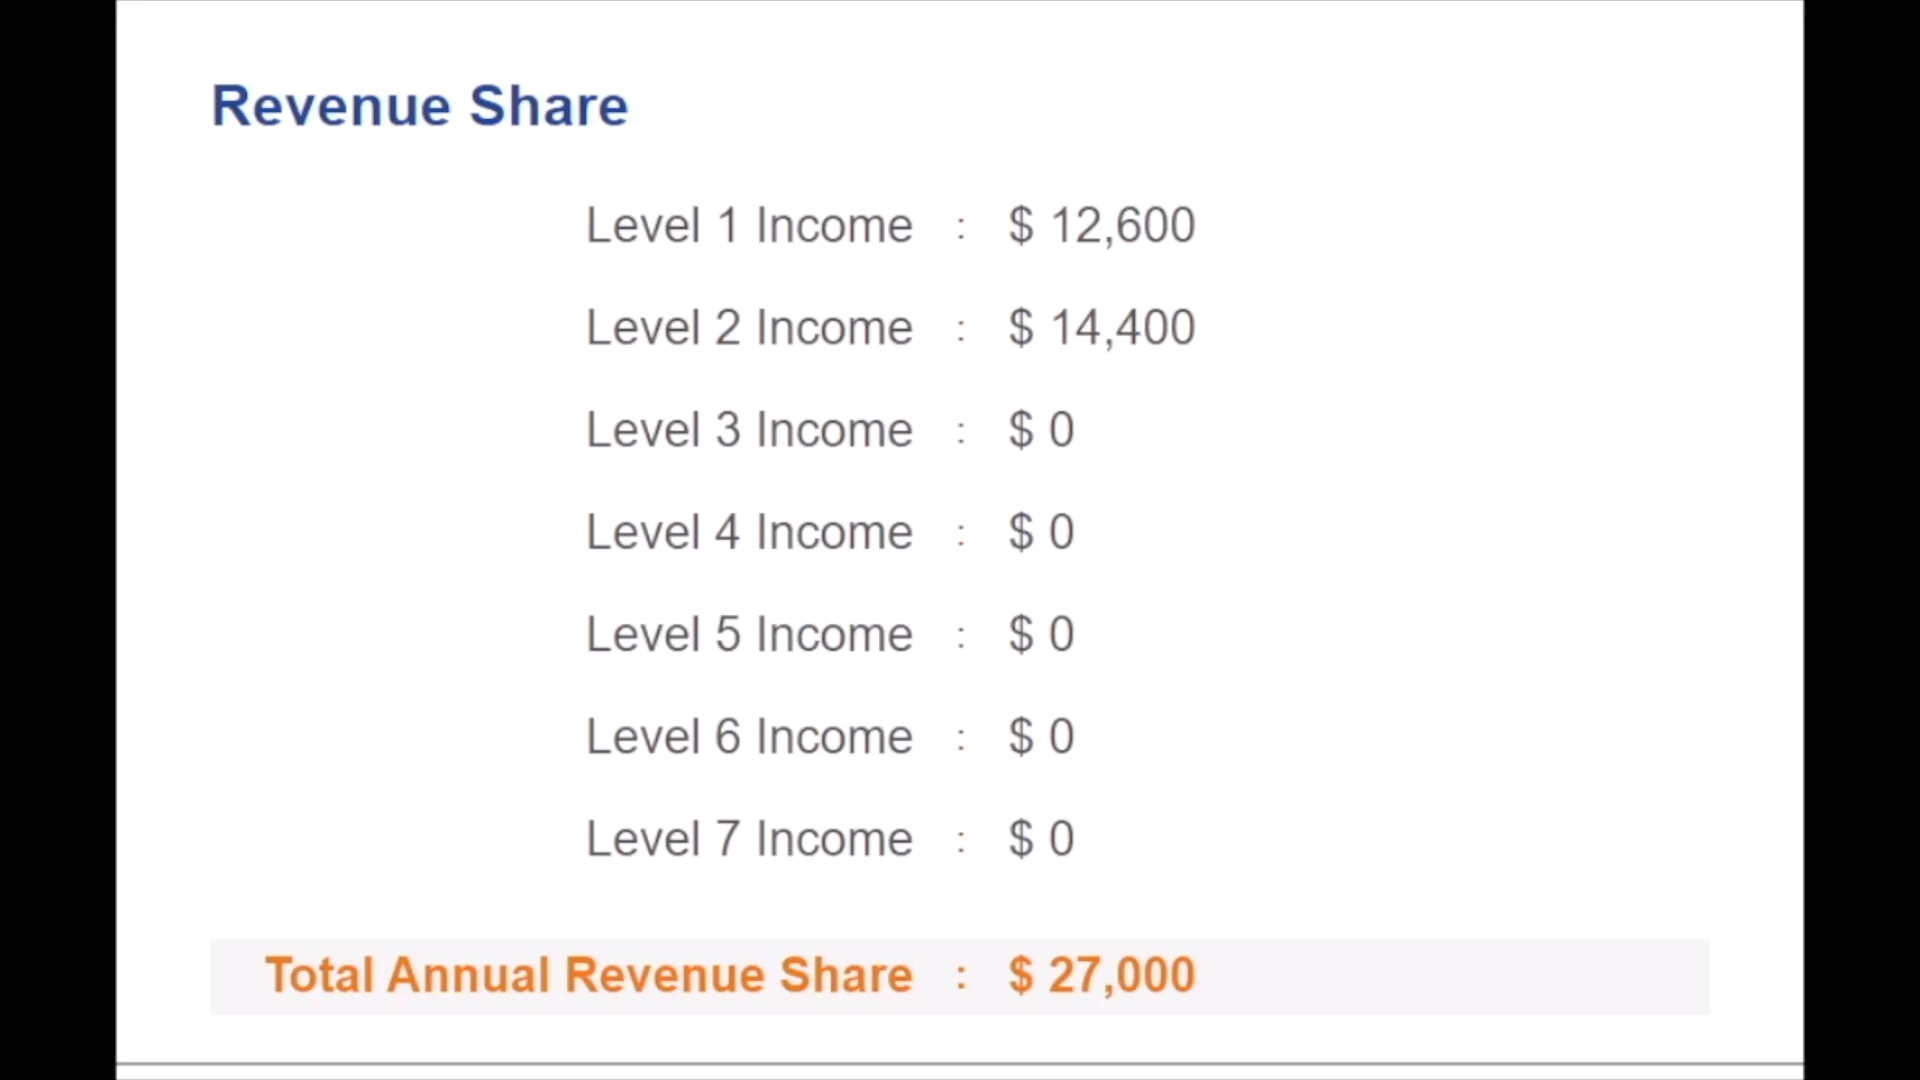 Revenue Share
Level 1 Income : $ 12,600
Level 2 Income : $ 14,400
Level 3 Income : $ 0
Level 4 Income : $ 0
Level 5 Income : $ 0
Level 6 Income : $ 0
Level 7 Income : $ 0
Total Annual Revenue Share : $ 27,000